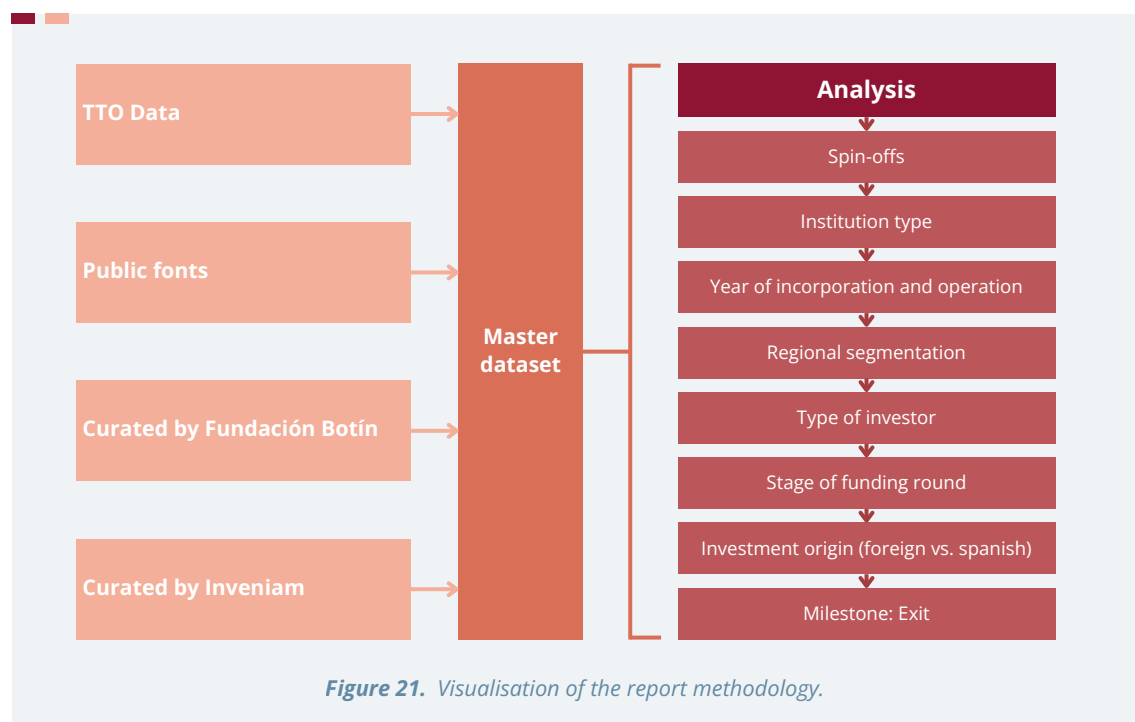 TTO Data
Public fonts
Curated by Fundación Botín
Curated by Inveniam
Master
dataset
Analysis
Spin-offs
Institution type
Year of incorporation and operation
Regional segmentation
Type of investor
Stage of funding round
Investment origin (foreign vs. spanish)
Milestone: Exit
Figure 21. Visualisation of the report methodology.